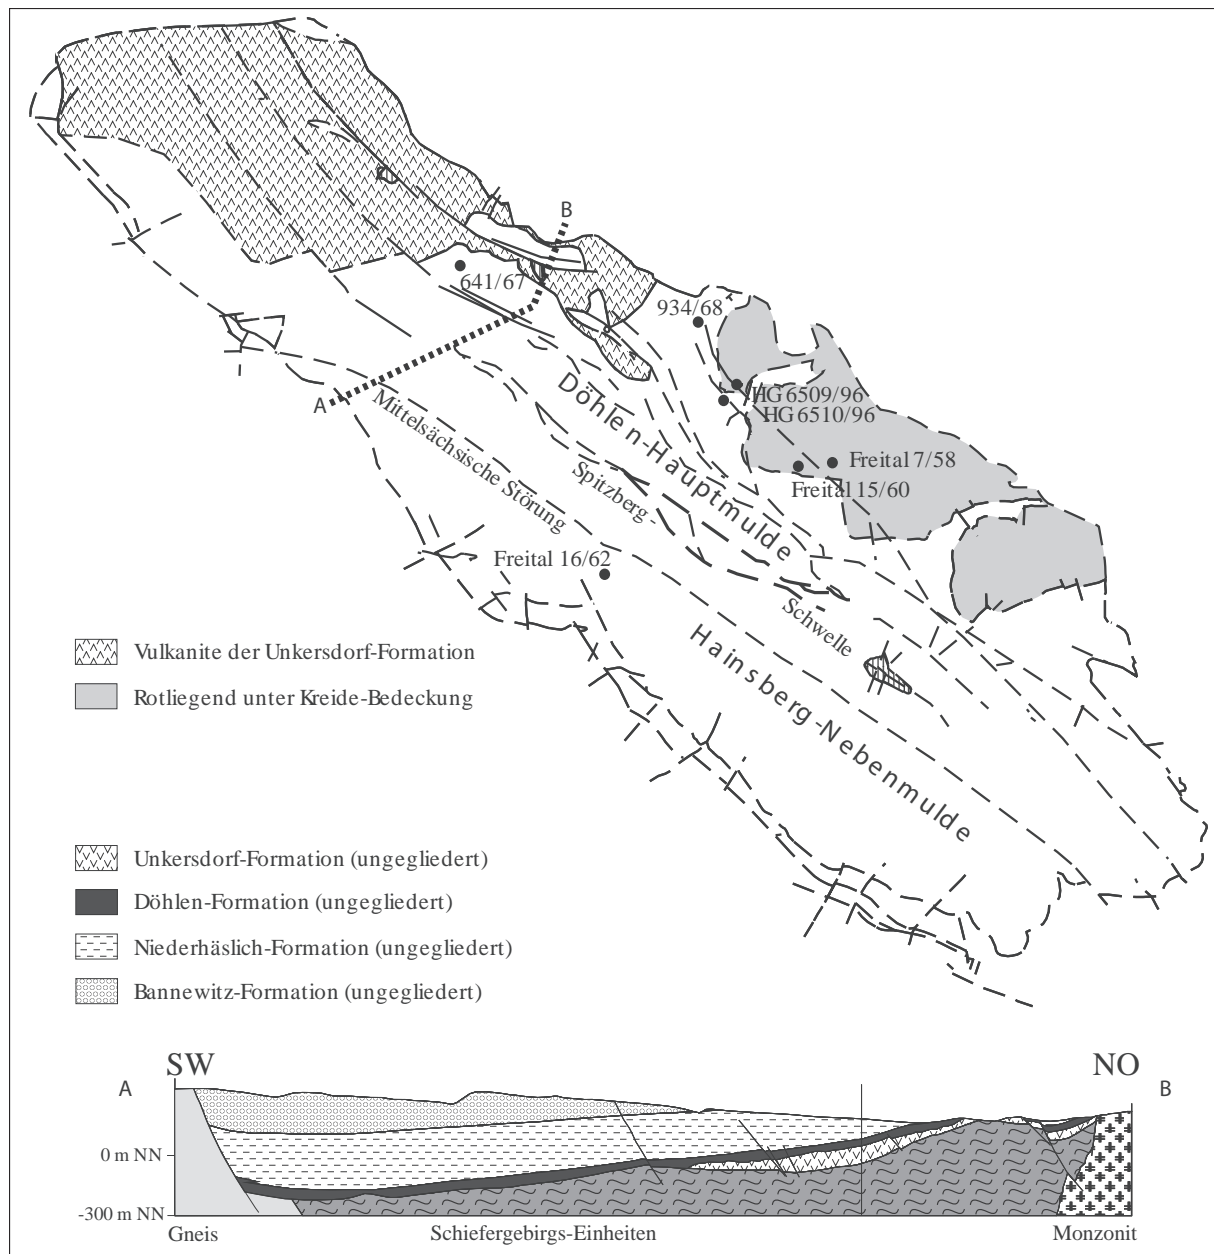 B
641/67
934/68
A
HG 6509/96
HG 6510/96
Döhlen-Hauptmulde
Mittelsächsische Störung
Spitzberg-
Schwelle
Freital 7/58
Freital 15/60
Freital 16/62
Hainsberg-Nebenmulde
Vulkanite der Unkersdorf-Formation
Rotliegend unter Kreide-Bedeckung
Unkersdorf-Formation (ungegliedert)
Döhlen-Formation (ungegliedert)
Niederhäslich-Formation (ungegliedert)
Bannewitz-Formation (ungegliedert)
SW
NO
A
B
0 m NN
-300 m NN
Gneis
Schiefergebirgs-Einheiten
Monzonit